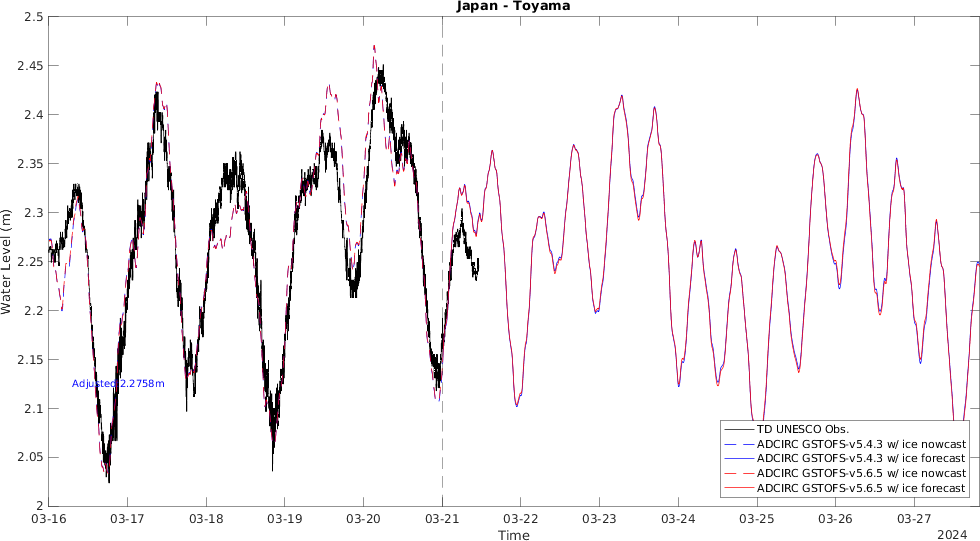 Japan - Toyama
2.5
2.45
2.4
2.35
2.3
2.25
2.2
2.15
2.1
2.05
2
Water Level (m)
Adjusted 2.2758m
TD UNESCO Obs.
ADCIRC GSTOFS-v5.4.3 w/ ice nowcast
ADCIRC GSTOFS-v5.4.3 w/ ice forecast
ADCIRC GSTOFS-v5.6.5 w/ ice nowcast
ADCIRC GSTOFS-v5.6.5 w/ ice forecast
03-16 03-17 03-18 03-19 03-20 03-21 03-22 03-23 03-24 03-25 03-26 03-27
Time
2024